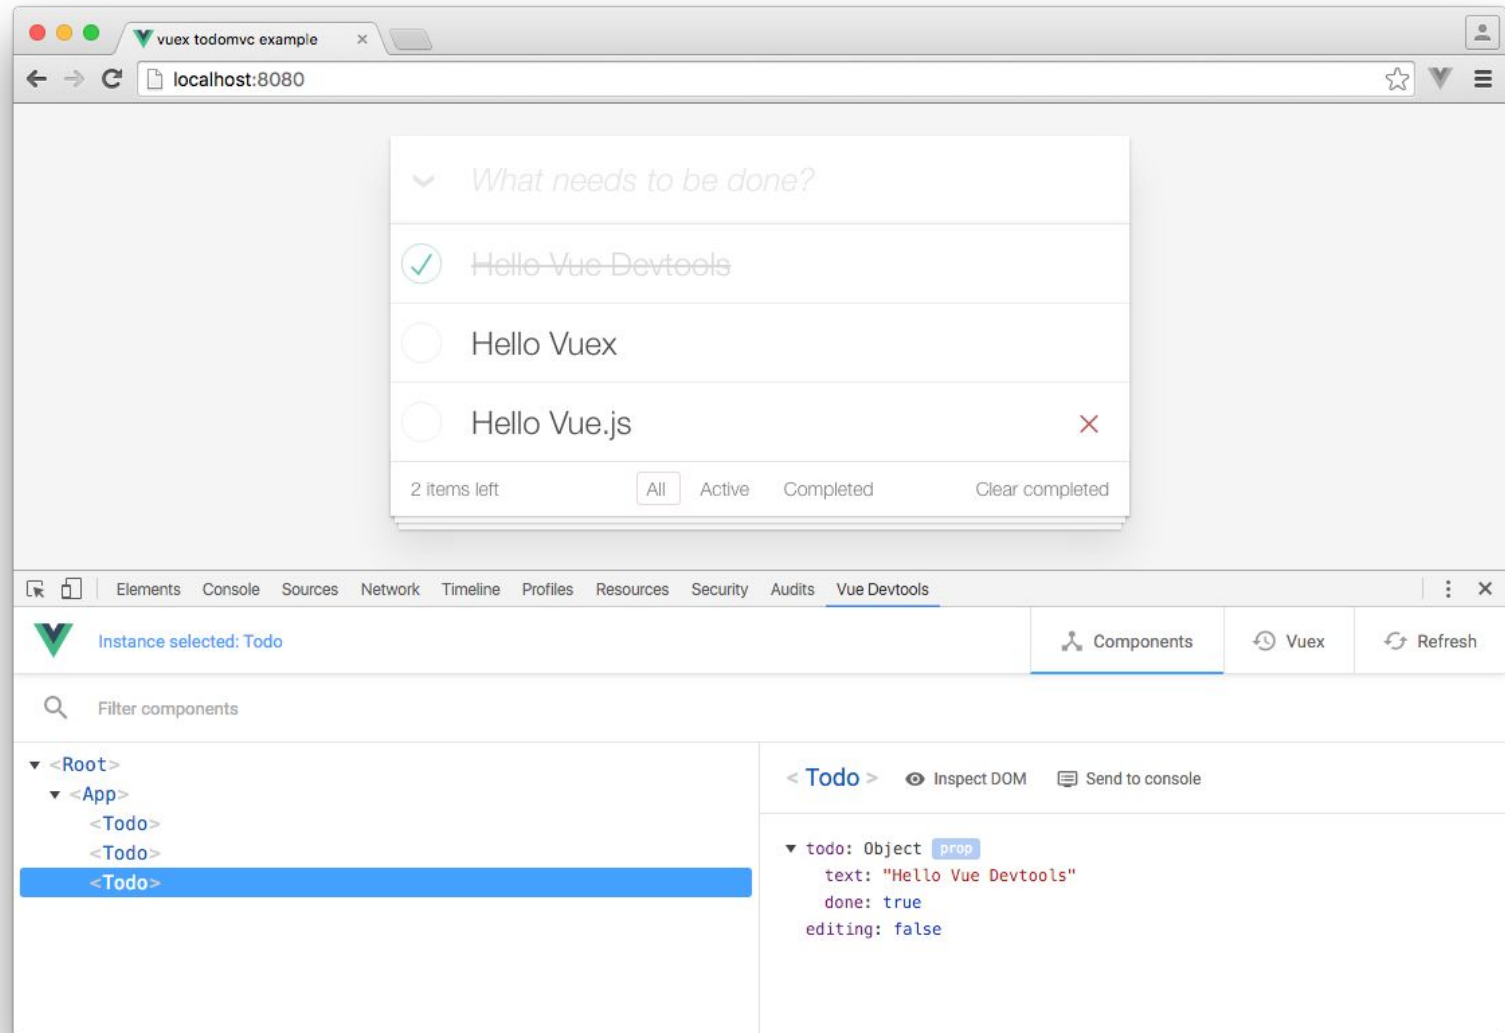 vuex todomvc example
localhost:8080
What needs to be done?
Hello Vue Devtools
Hello Vuex
Hello Vue.js
2 items left All Active Completed Clear completed
Elements Console Sources Network Timeline Profiles Resources Security Audits Vue Devtools
Instance selected: Todo Components Vuex Refresh
Filter components
<Root>
<App>
<Todo>
<Todo>
<Todo>
< Todo > Inspect DOM Send to console
todo: Object prop
text: "Hello Vue Devtools"
done: true
editing: false